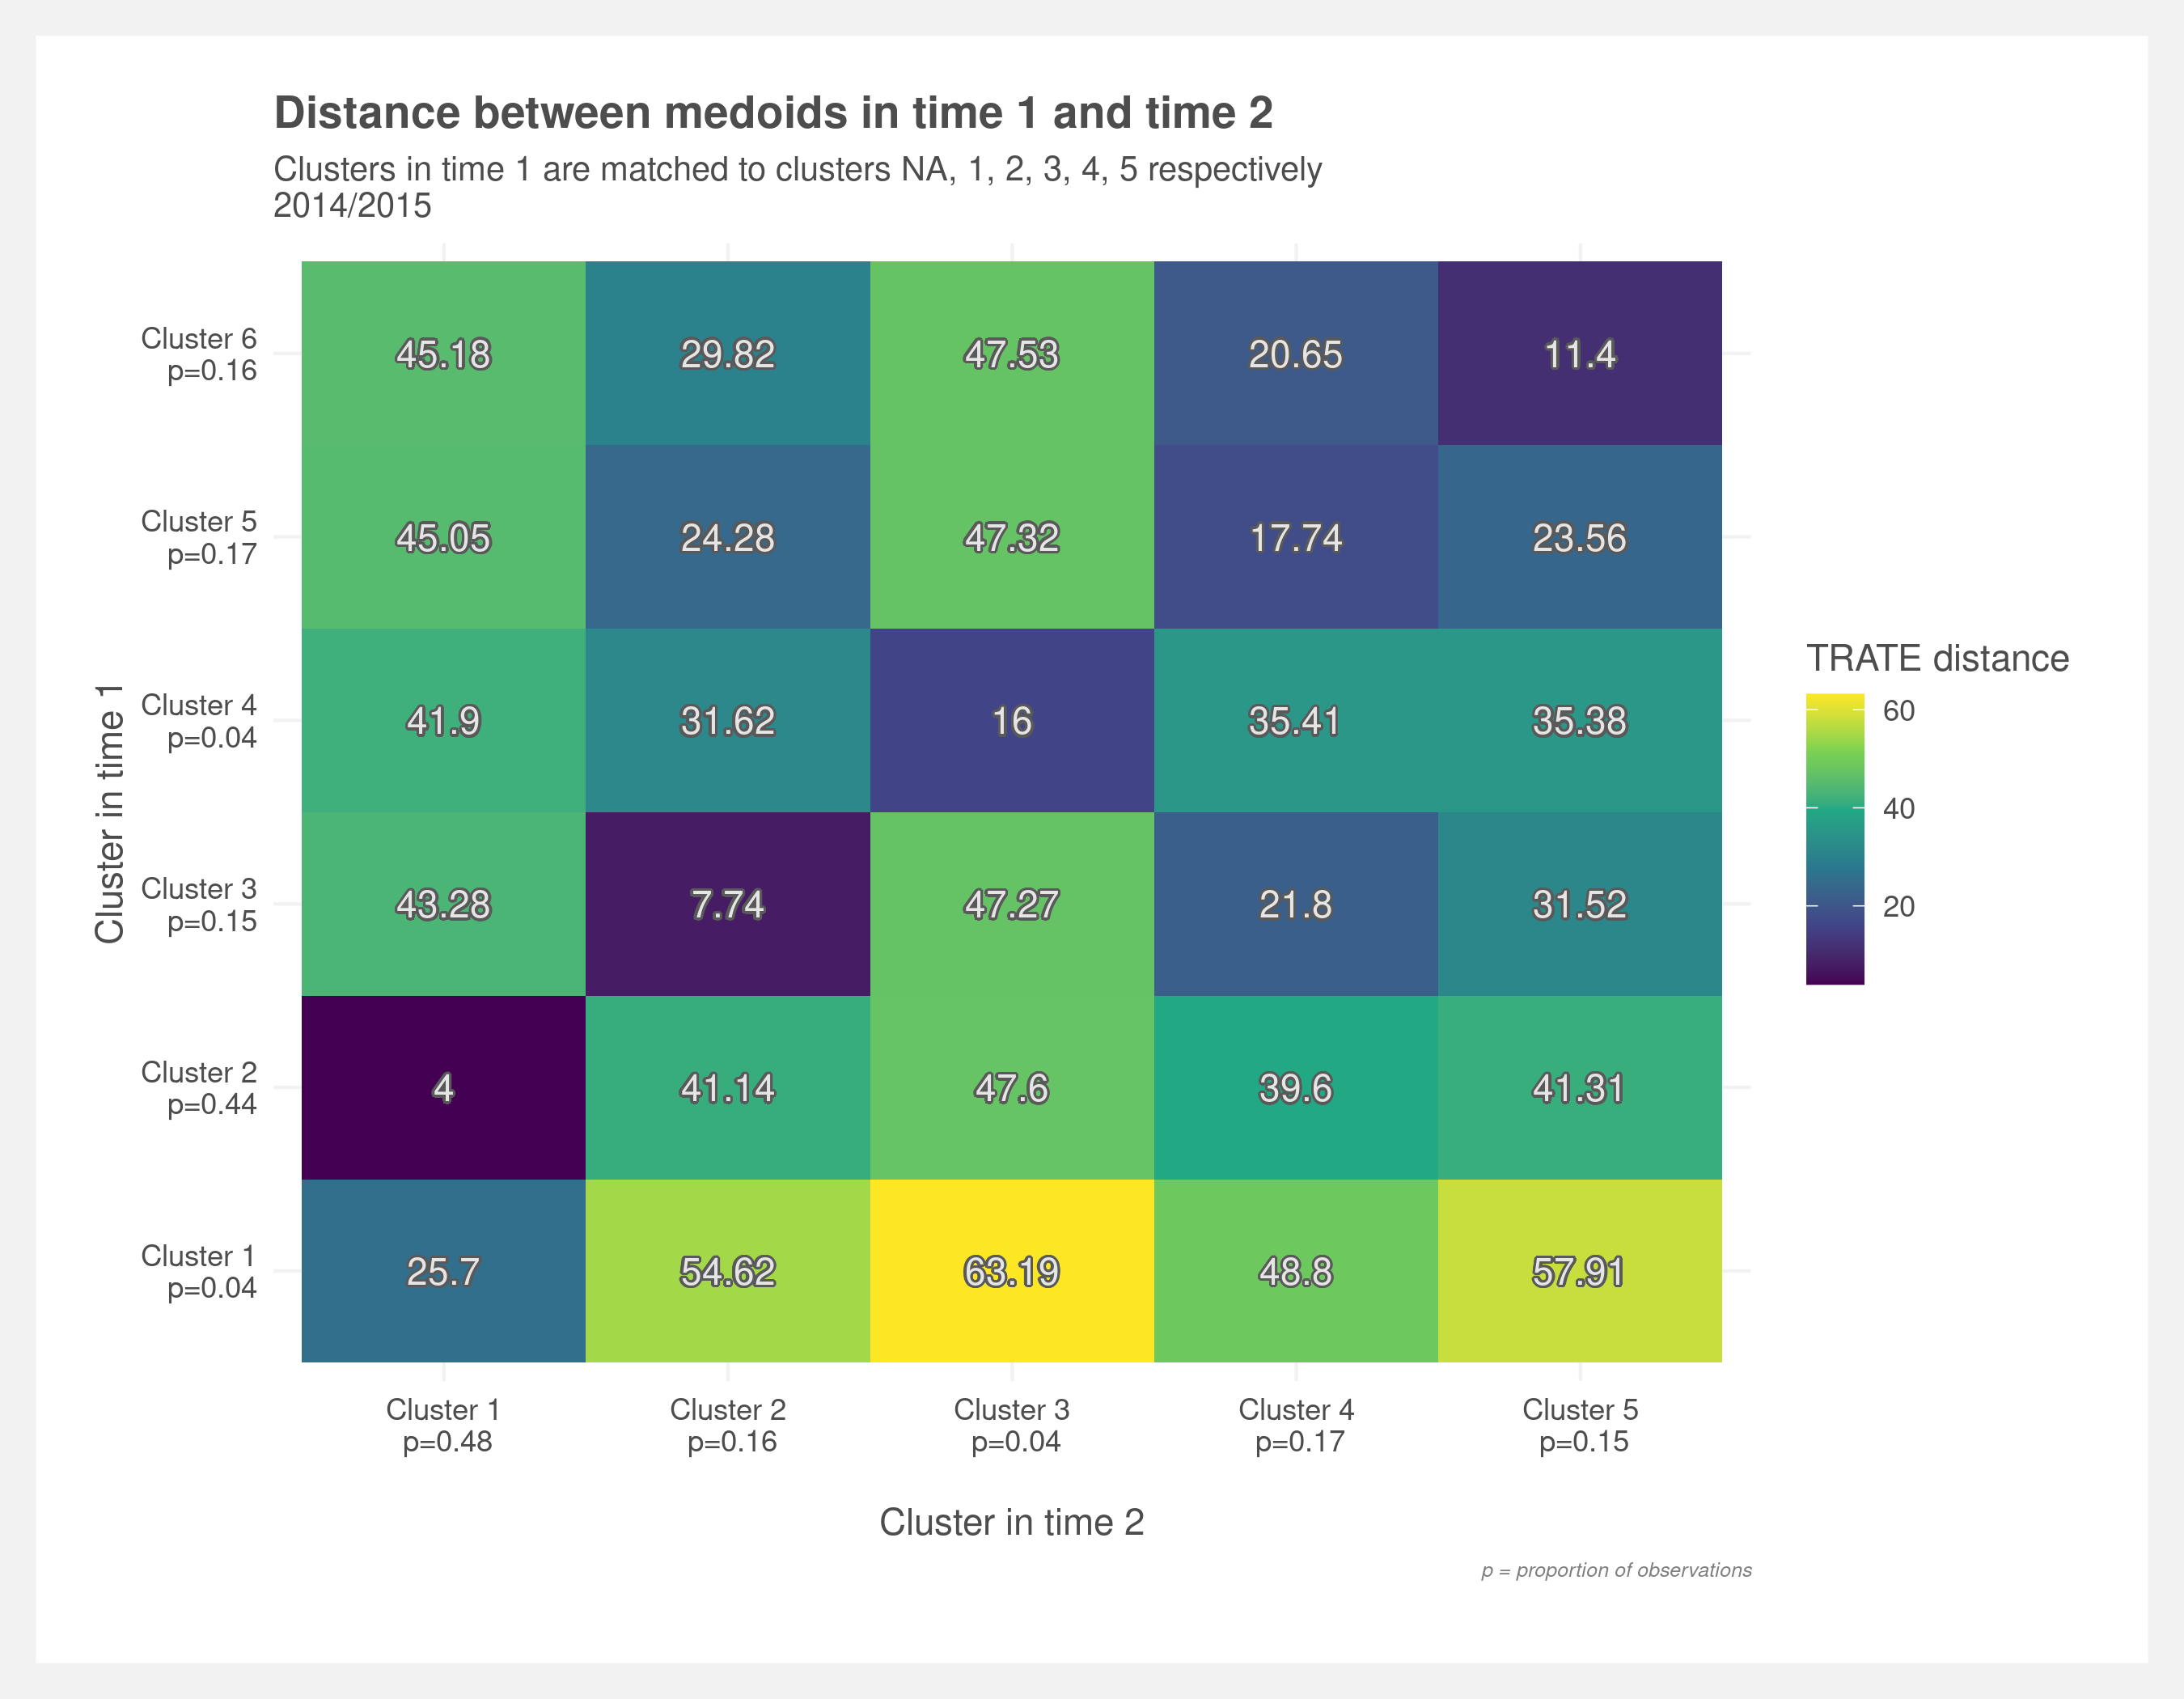 Distance between medoids in time 1 and time 2
Clusters in time 1 are matched to clusters NA, 1, 2, 3, 4, 5 respectively
2014/2015
Cluster in time 1
Cluster 6
p=0.16
45.18 29.82 47.53 20.65 11.4
Cluster 5
p=0.17
45.05 24.28 47.32 17.74 23.56
Cluster 4
p=0.04
41.9 31.62 16 35.41 35.38
Cluster 3
p=0.15
43.28 7.74 47.27 21.8 31.52
Cluster 2
p=0.44
4 41.14 47.6 39.6 41.31
Cluster 1
p=0.04
25.7 54.62 63.19 48.8 57.91
Cluster 1 Cluster 2 Cluster 3 Cluster 4 Cluster 5
p=0.48 p=0.16 p=0.04 p=0.17 p=0.15
Cluster in time 2
TRATE distance
60
40
20
p = proportion of observations